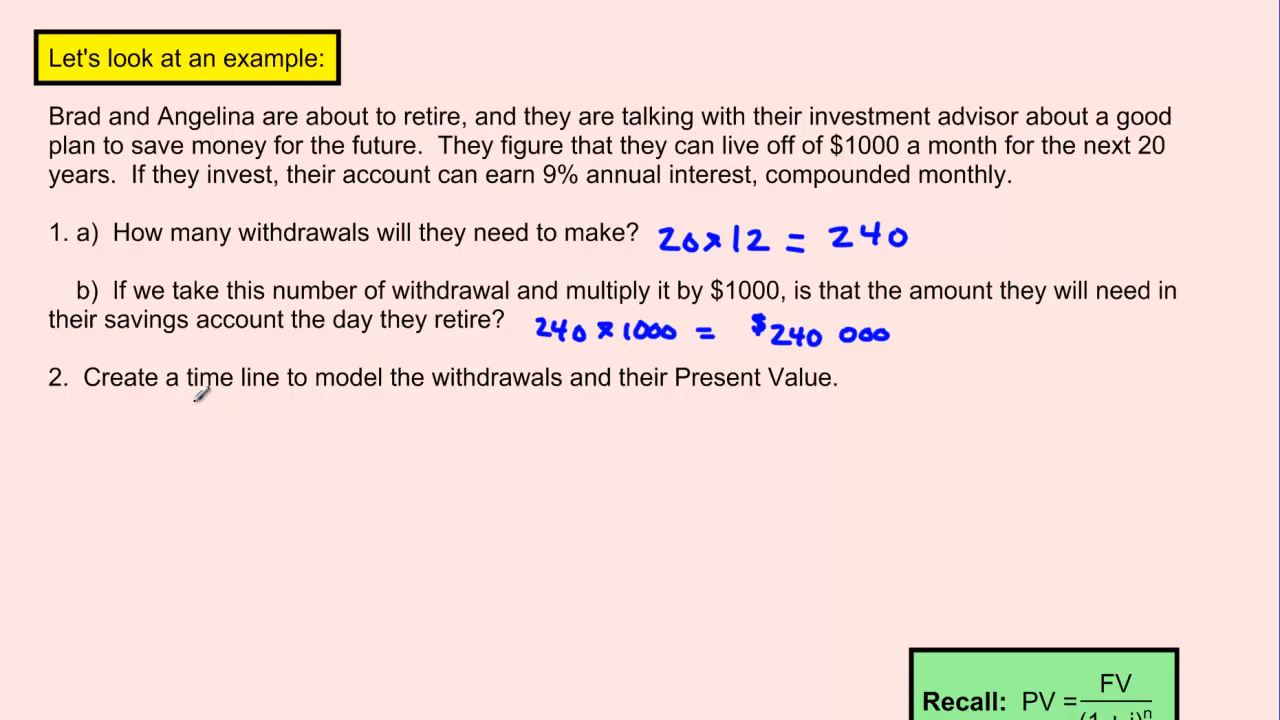 Let's look at an example:
Brad and Angelina are about to retire, and they are talking with their investment advisor about a good
plan to save money for the future. They figure that they can live off of $1000 a month for the next 20
years. If they invest, their account can earn 9% annual interest, compounded monthly.
1. a) How many withdrawals will they need to make? 20 x 12 = 240
b) If we take this number of withdrawal and multiply it by $1000, is that the amount they will need in
their savings account the day they retire? 240 x 1000 = $240 000
2. Create a time line to model the withdrawals and their Present Value.
FV
Recall: PV =
(1 + i)ⁿ